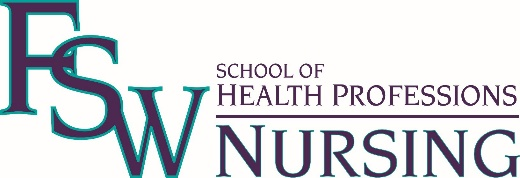 FSW
SCHOOL OF
HEALTH PROFESSIONS
NURSING